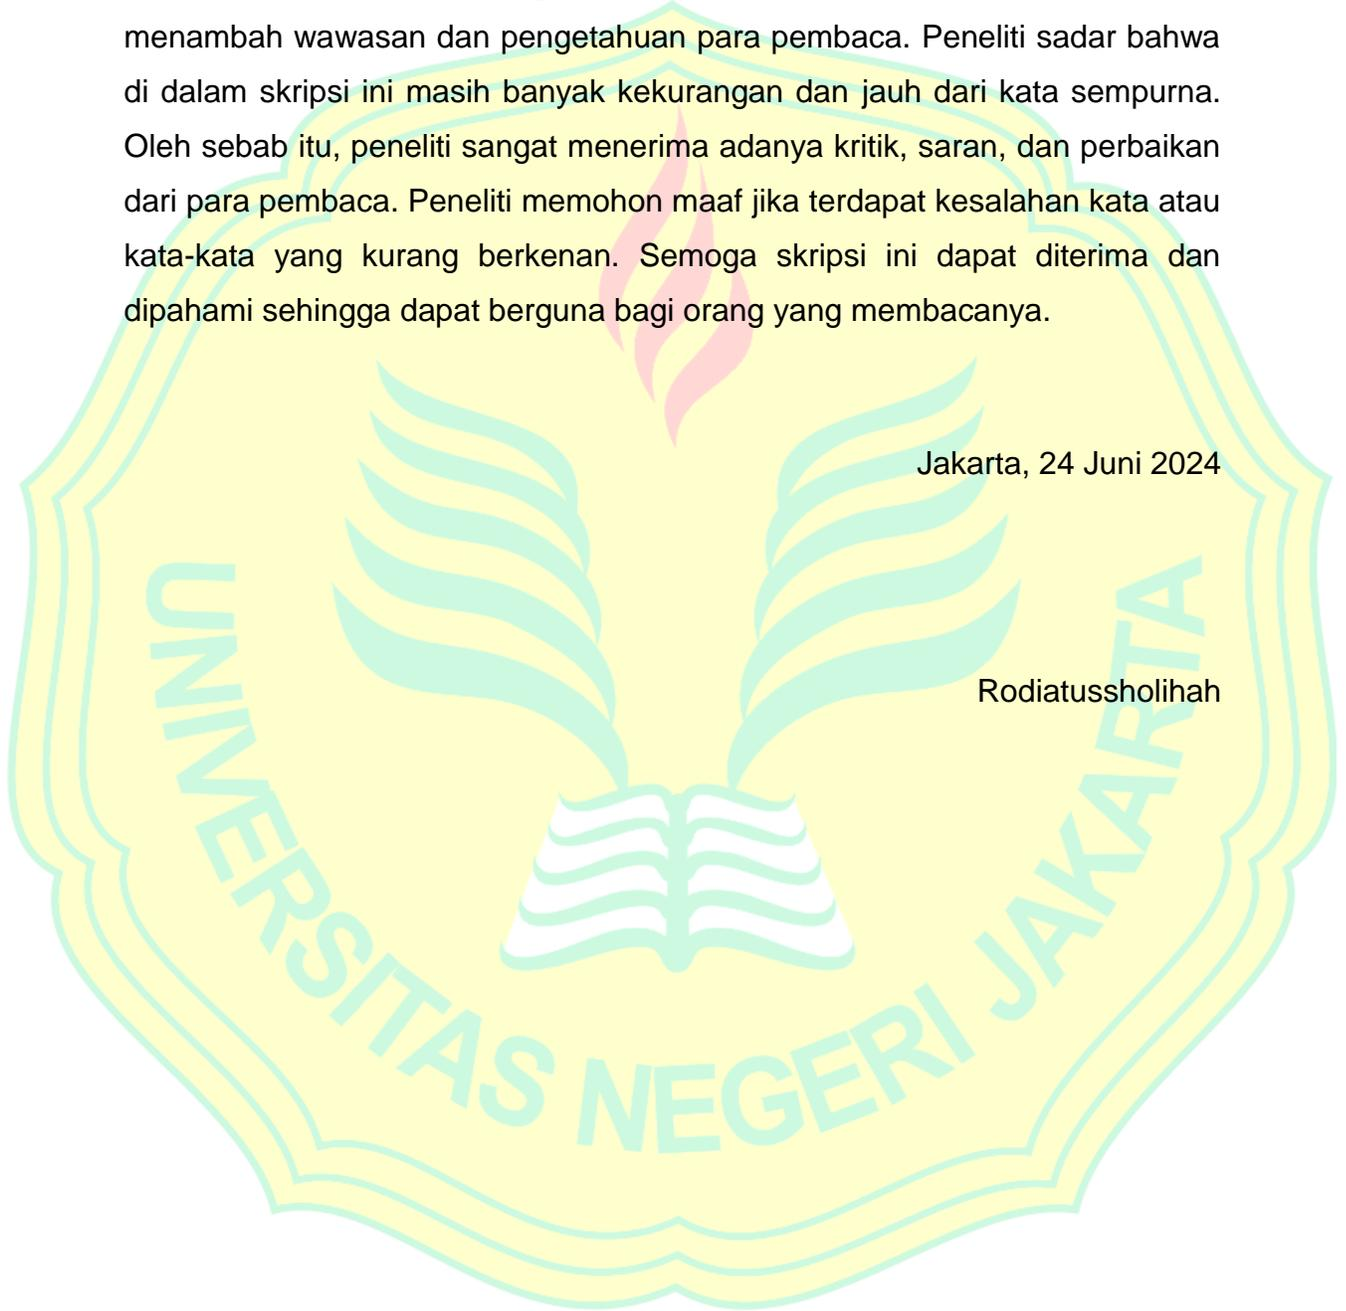 menambah wawasan dan pengetahuan para pembaca. Peneliti sadar bahwa
di dalam skripsi ini masih banyak kekurangan dan jauh dari kata sempurna.
Oleh sebab itu, peneliti sangat menerima adanya kritik, saran, dan perbaikan
dari para pembaca. Peneliti memohon maaf jika terdapat kesalahan kata atau
kata-kata yang kurang berkenan. Semoga skripsi ini dapat diterima dan
dipahami sehingga dapat berguna bagi orang yang membacanya.
Jakarta, 24 Juni 2024
Rodiatussholihah
UNIVERSITAS NEGERI JAKARTA